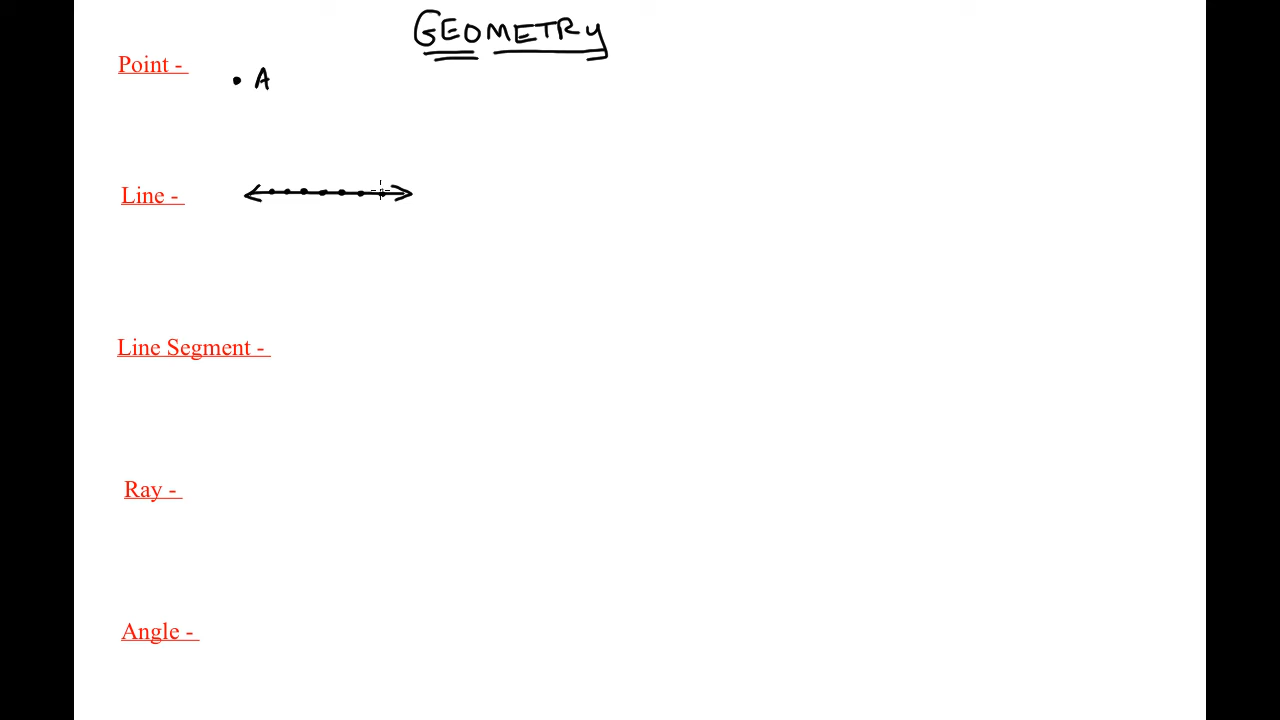 GEOMETRY
Point -
• A
Line -
Line Segment -
Ray -
Angle -